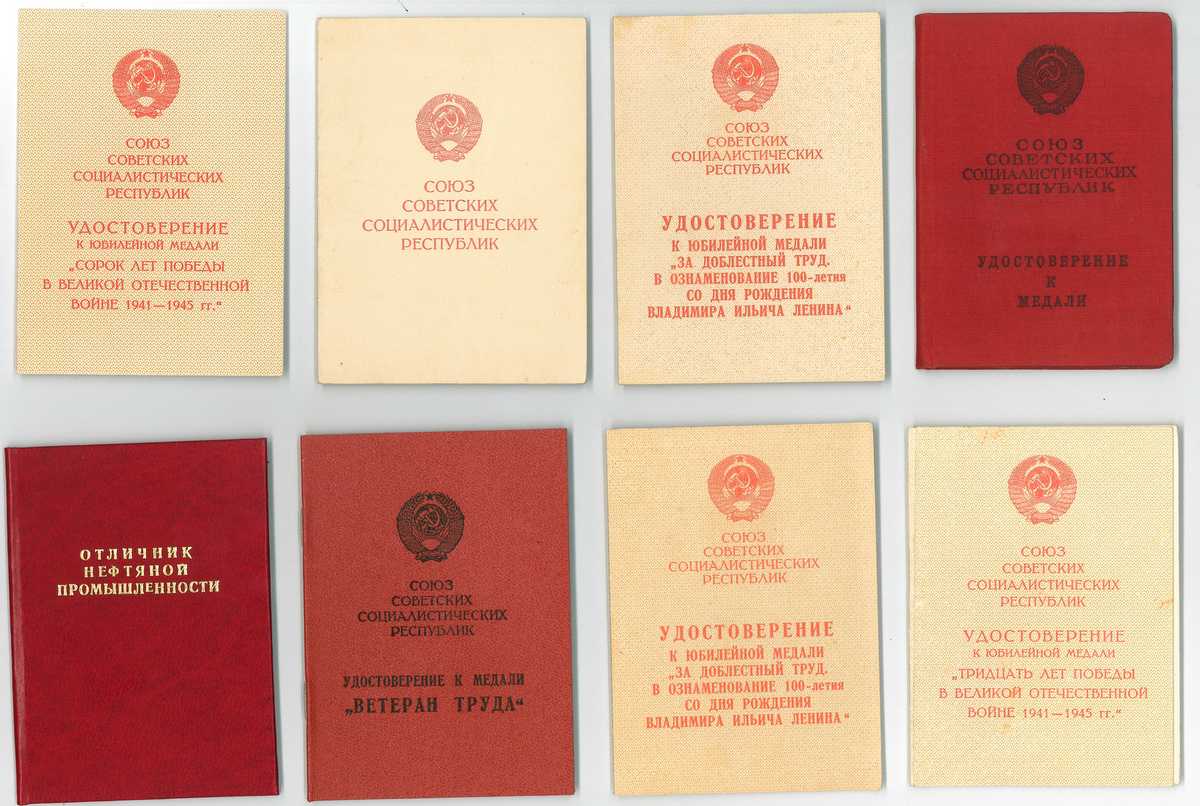 СОЮЗ
СОВЕТСКИХ
СОЦИАЛИСТИЧЕСКИХ
РЕСПУБЛИК
УДОСТОВЕРЕНИЕ
К ЮБИЛЕЙНОЙ МЕДАЛИ
„СОРОК ЛЕТ ПОБЕДЫ
В ВЕЛИКОЙ ОТЕЧЕСТВЕННОЙ
ВОЙНЕ 1941—1945 гг.“
СОЮЗ
СОВЕТСКИХ
СОЦИАЛИСТИЧЕСКИХ
РЕСПУБЛИК
СОЮЗ
СОВЕТСКИХ
СОЦИАЛИСТИЧЕСКИХ
РЕСПУБЛИК
УДОСТОВЕРЕНИЕ
К ЮБИЛЕЙНОЙ МЕДАЛИ
„ЗА ДОБЛЕСТНЫЙ ТРУД.
В ОЗНАМЕНОВАНИЕ 100-летия
СО ДНЯ РОЖДЕНИЯ
ВЛАДИМИРА ИЛЬИЧА ЛЕНИНА“
СОЮЗ
СОВЕТСКИХ
СОЦИАЛИСТИЧЕСКИХ
РЕСПУБЛИК
УДОСТОВЕРЕНИЕ
К
МЕДАЛИ
ОТЛИЧНИК
НЕФТЯНОЙ
ПРОМЫШЛЕННОСТИ
СОЮЗ
СОВЕТСКИХ
СОЦИАЛИСТИЧЕСКИХ
РЕСПУБЛИК
УДОСТОВЕРЕНИЕ К МЕДАЛИ
„ВЕТЕРАН ТРУДА“
СОЮЗ
СОВЕТСКИХ
СОЦИАЛИСТИЧЕСКИХ
РЕСПУБЛИК
УДОСТОВЕРЕНИЕ
К ЮБИЛЕЙНОЙ МЕДАЛИ
„ЗА ДОБЛЕСТНЫЙ ТРУД.
В ОЗНАМЕНОВАНИЕ 100-летия
СО ДНЯ РОЖДЕНИЯ
ВЛАДИМИРА ИЛЬИЧА ЛЕНИНА“
СОЮЗ
СОВЕТСКИХ
СОЦИАЛИСТИЧЕСКИХ
РЕСПУБЛИК
УДОСТОВЕРЕНИЕ
К ЮБИЛЕЙНОЙ МЕДАЛИ
„ТРИДЦАТЬ ЛЕТ ПОБЕДЫ
В ВЕЛИКОЙ ОТЕЧЕСТВЕННОЙ
ВОЙНЕ 1941—1945 гг.“